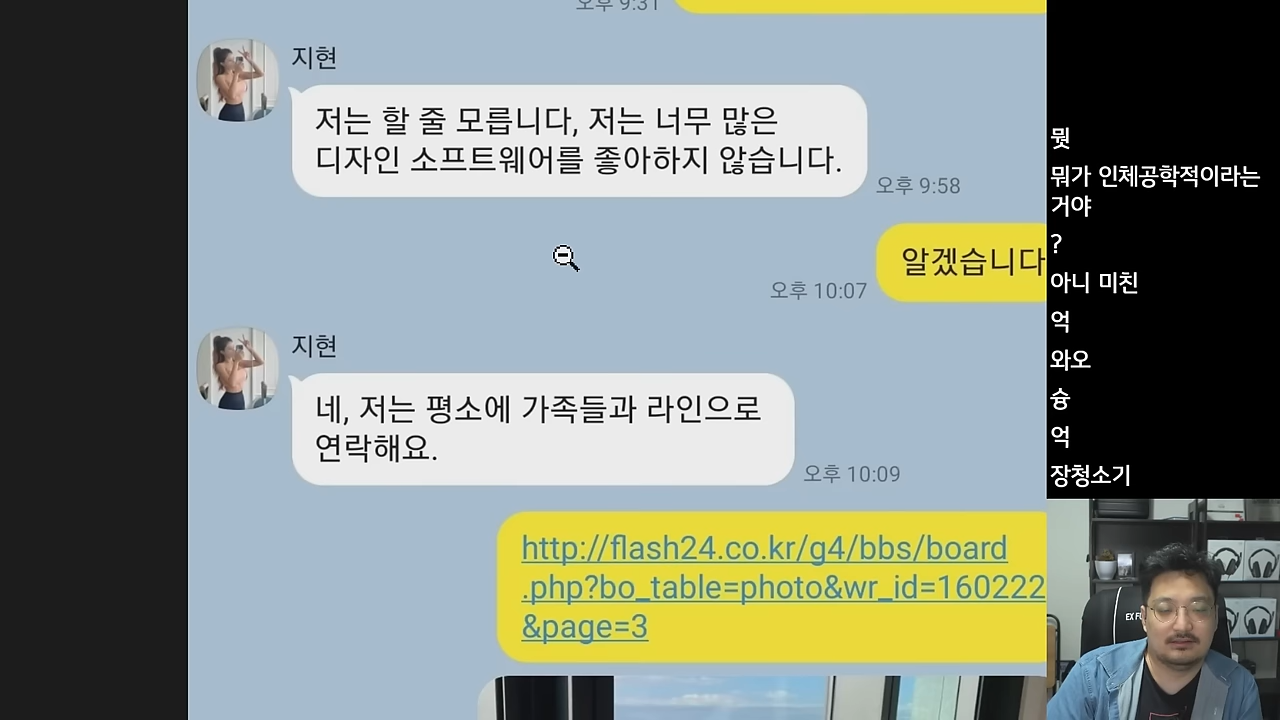 오후 9:31
지현
저는 할 줄 모릅니다, 저는 너무 많은
디자인 소프트웨어를 좋아하지 않습니다.
오후 9:58
알겠습니다
오후 10:07
지현
네, 저는 평소에 가족들과 라인으로
연락해요.
오후 10:09
http://flash24.co.kr/g4/bbs/board
.php?bo_table=photo&wr_id=160222
&page=3
뭣
뭐가 인체공학적이라는
거야
?
아니 미친
억
와오
슝
억
장청소기